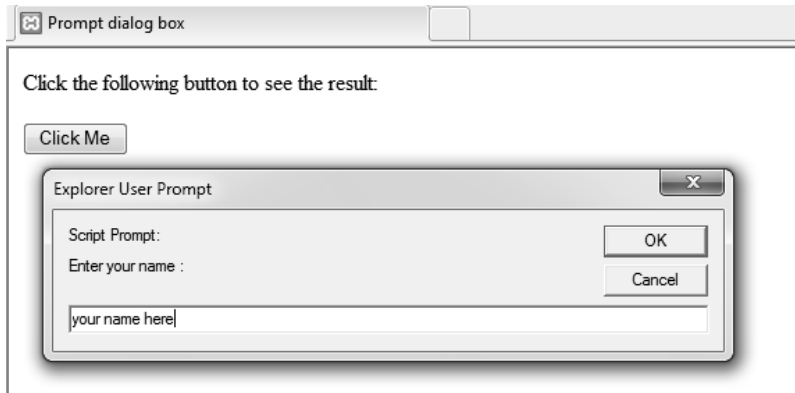 Prompt dialog box
Click the following button to see the result:
Click Me
Explorer User Prompt
x
Script Prompt:
OK
Enter your name :
Cancel
your name here